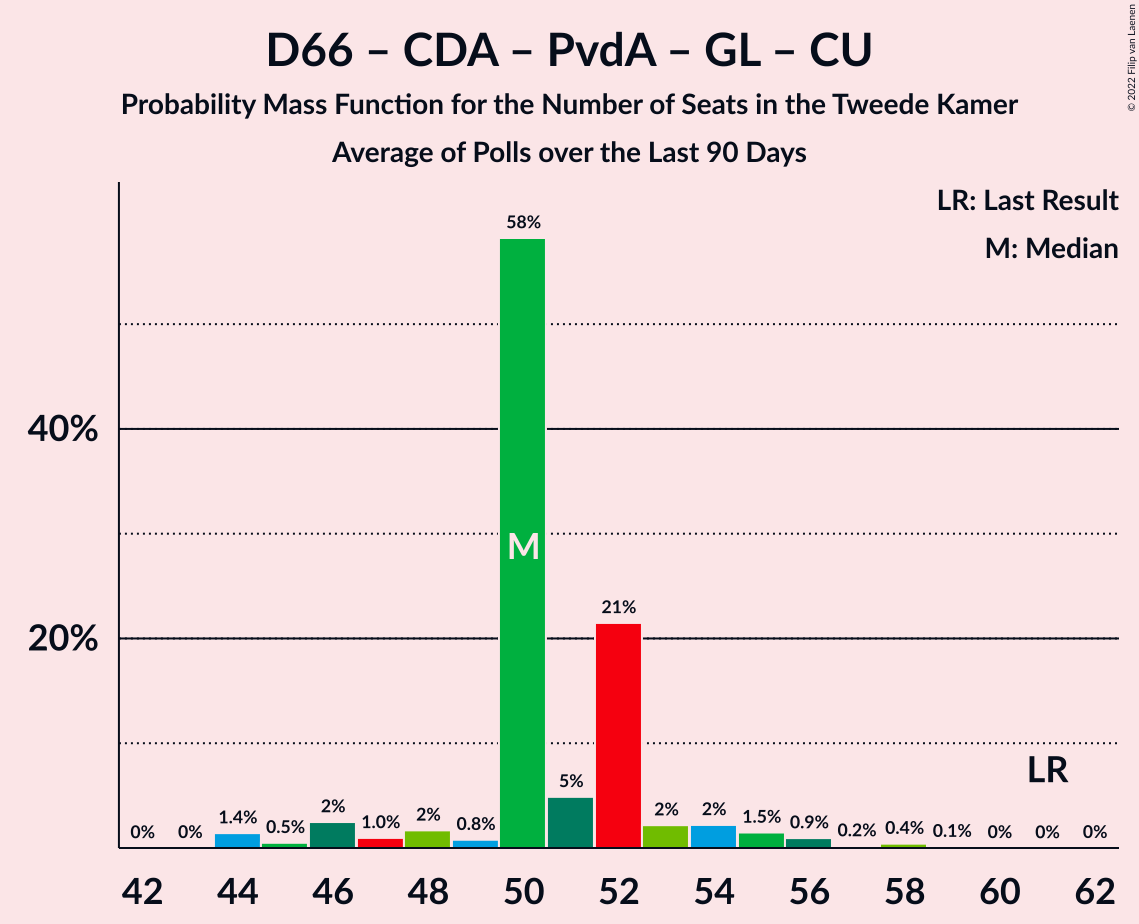 D66 – CDA – PvdA – GL – CU
Probability Mass Function for the Number of Seats in the Tweede Kamer
Average of Polls over the Last 90 Days
© 2022 Filip van Laenen
LR: Last Result
M: Median
58%
40%
M
21%
20%
LR
5%
0% 0% 1.4% 0.5% 2% 1.0% 2% 0.8% 2% 2% 1.5% 0.9% 0.2% 0.4% 0.1% 0% 0% 0%
42 44 46 48 50 52 54 56 58 60 62